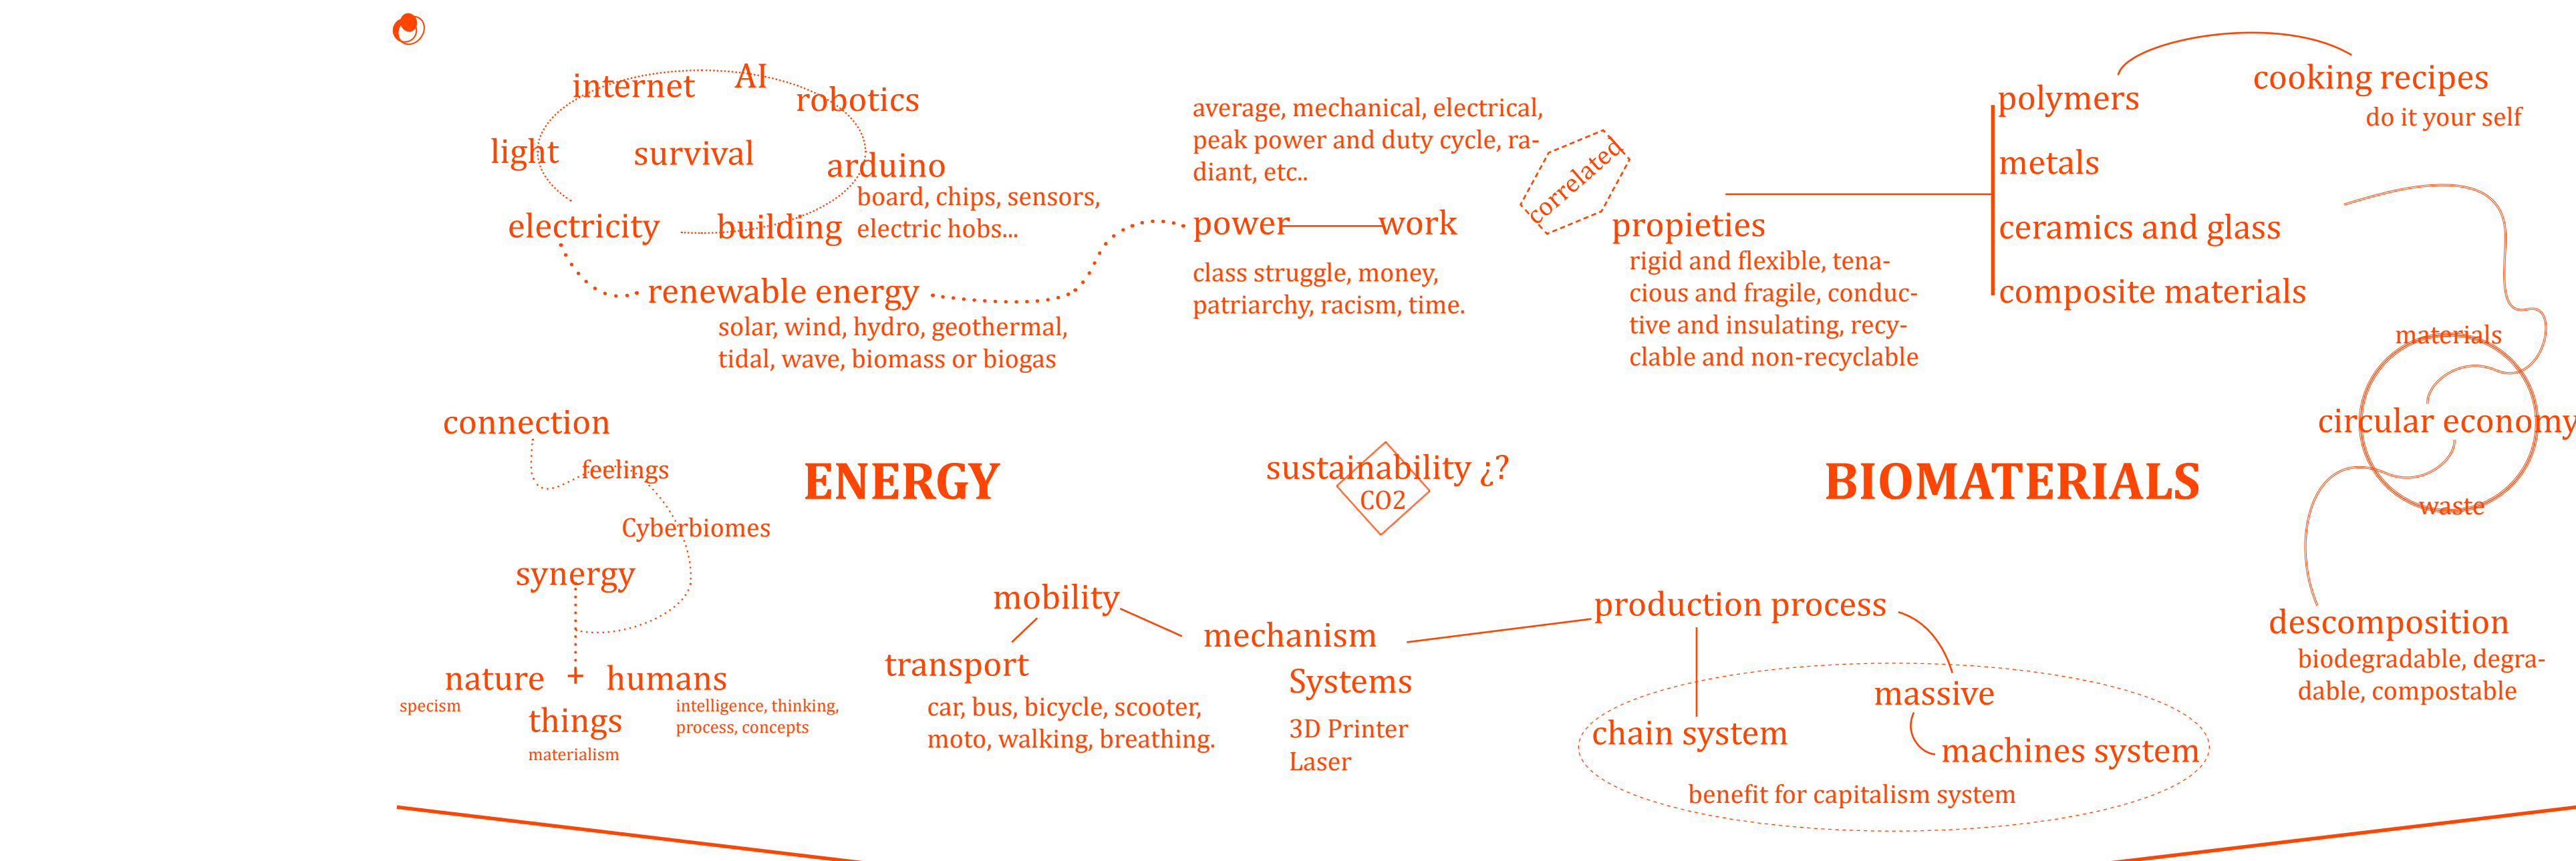 internet
AI
robotics
light
survival
arduino
board, chips, sensors,
electric hobs...
electricity
building
renewable energy
solar, wind, hydro, geothermal,
tidal, wave, biomass or biogas
average, mechanical, electrical,
peak power and duty cycle, ra-
diant, etc..
power
work
class struggle, money,
patriarchy, racism, time.
correlated
propieties
rigid and flexible, tena-
cious and fragile, conduc-
tive and insulating, recy-
clable and non-recyclable
polymers
metals
ceramics and glass
composite materials
cooking recipes
do it your self
materials
circular economy
waste
connection
feelings
Cyberbiomes
synergy
nature + humans
specism
intelligence, thinking,
process, concepts
things
materialism
ENERGY
sustainability ¿?
CO2
BIOMATERIALS
mobility
transport
car, bus, bicycle, scooter,
moto, walking, breathing.
mechanism
Systems
3D Printer
Laser
production process
chain system
massive
machines system
benefit for capitalism system
descomposition
biodegradable, degra-
dable, compostable